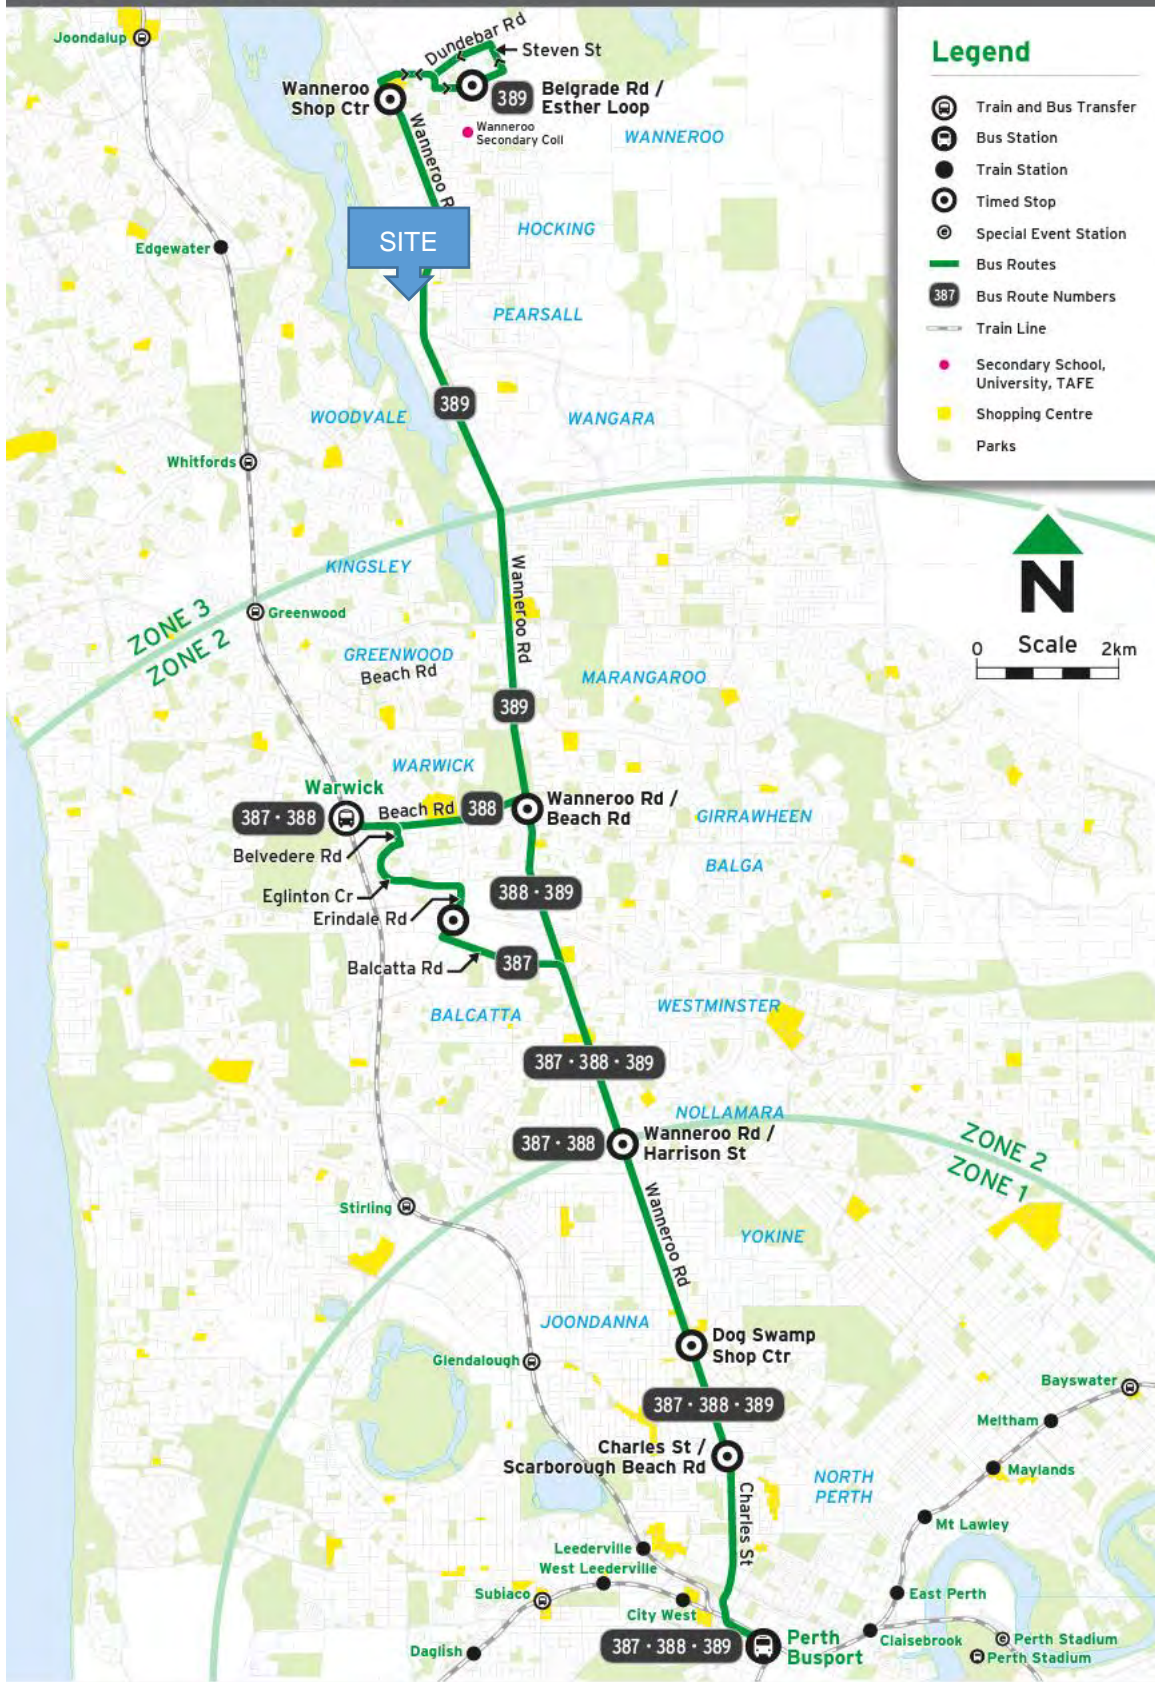 Joondalup
Dundebar Rd
Steven St
Wanneroo
Shop Ctr
389
Belgrade Rd /
Esther Loop
Wanneroo
Secondary Coll
WANNEROO
Wanneroo R
SITE
HOCKING
Edgewater
PEARSALL
389
WOODVALE
WANGARA
Whitfords
KINGSLEY
Greenwood
ZONE 3
ZONE 2
Wanneroo Rd
GREENWOOD
Beach Rd
MARANGAROO
389
WARWICK
Warwick
387 · 388
Beach Rd
388
Wanneroo Rd /
Beach Rd
GIRRAWHEEN
Belvedere Rd
BALGA
Eglinton Cr
388 · 389
Erindale Rd
Balcatta Rd
387
BALCATTA
WESTMINSTER
387 · 388 · 389
NOLLAMARA
387 · 388
Wanneroo Rd /
Harrison St
ZONE 2
ZONE 1
Stirling
Wanneroo Rd
YOKINE
JOONDANNA
Dog Swamp
Shop Ctr
Glendalough
Bayswater
387 · 388 · 389
Meltham
Charles St /
Scarborough Beach Rd
Maylands
NORTH
PERTH
Charles St
Mt Lawley
Leederville
West Leederville
Subiaco
City West
East Perth
387 · 388 · 389
Perth
Busport
Claisebrook
Perth Stadium
Perth Stadium
Daglish
Legend
Train and Bus Transfer
Bus Station
Train Station
Timed Stop
Special Event Station
Bus Routes
387
Bus Route Numbers
Train Line
Secondary School,
University, TAFE
Shopping Centre
Parks
N
0 Scale 2km